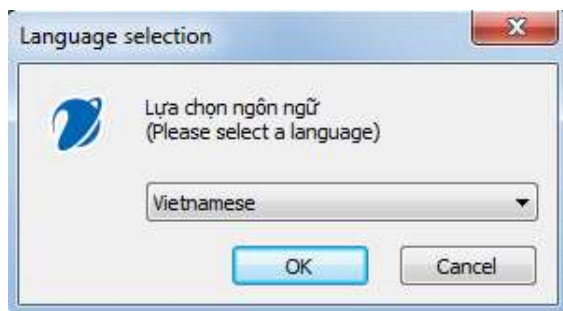 Language selection
Lựa chọn ngôn ngữ
(Please select a language)
Vietnamese
OK
Cancel